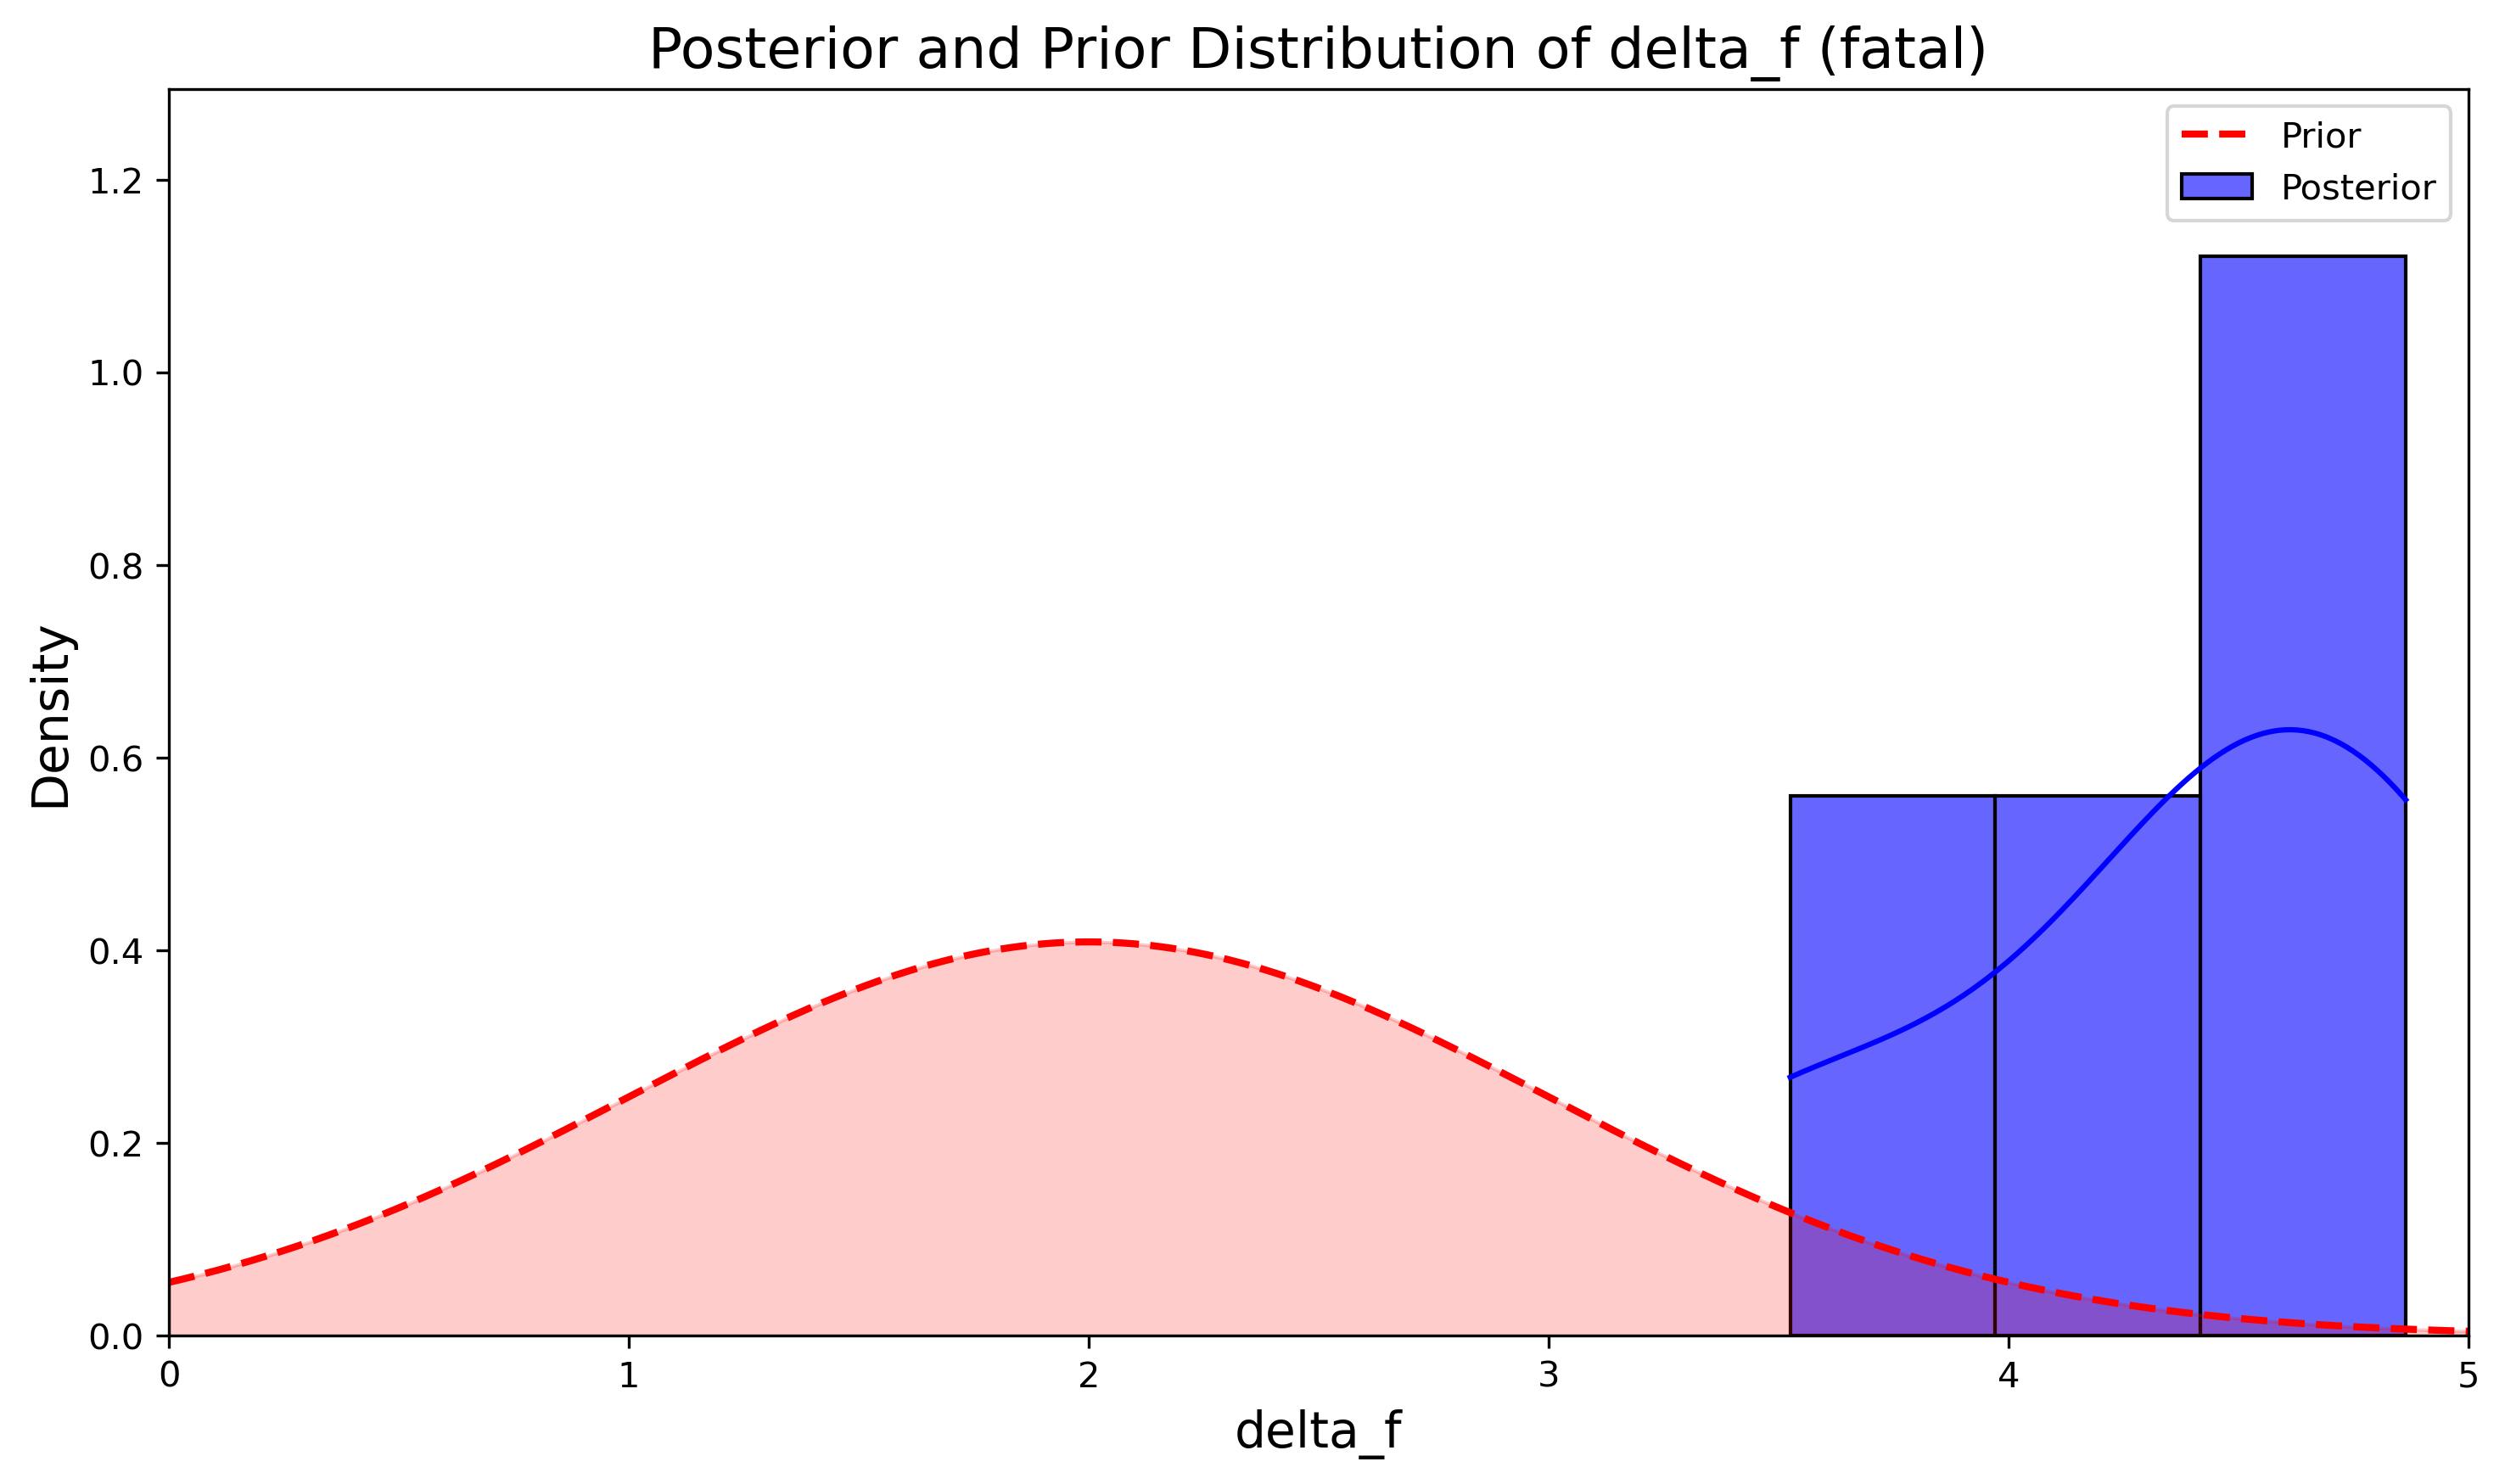 Posterior and Prior Distribution of delta_f (fatal)
Prior
Posterior
Density
1.2
1.0
0.8
0.6
0.4
0.2
0.0
0 1 2 3 4 5
delta_f